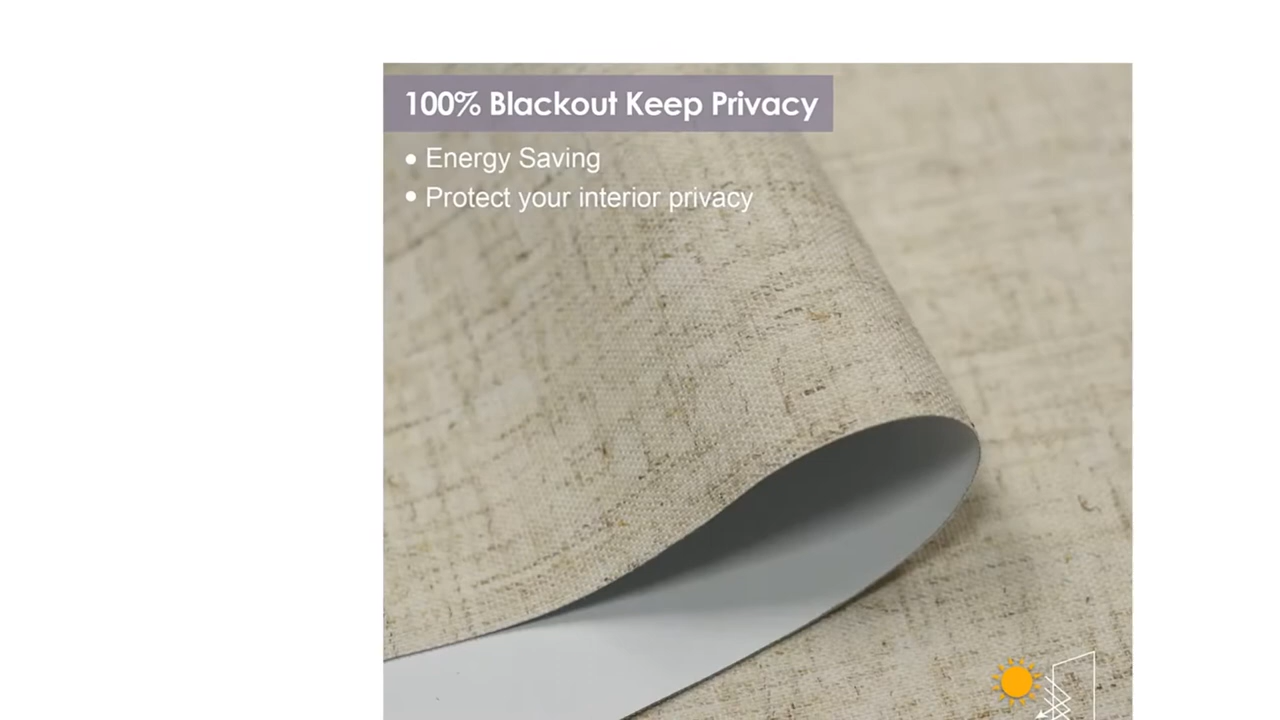 100% Blackout Keep Privacy
• Energy Saving
• Protect your interior privacy